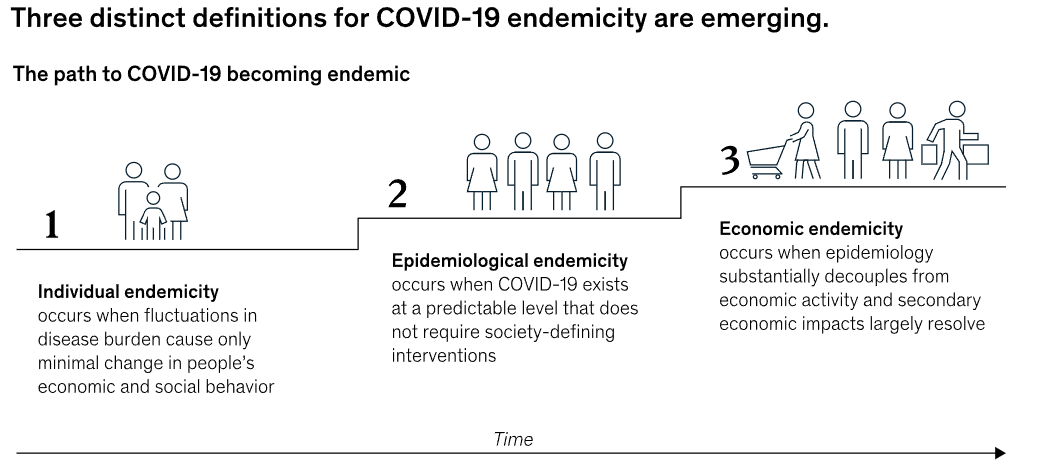 Three distinct definitions for COVID-19 endemicity are emerging.
The path to COVID-19 becoming endemic
1
Individual endemicity
occurs when fluctuations in
disease burden cause only
minimal change in people’s
economic and social behavior
2
Epidemiological endemicity
occurs when COVID-19 exists
at a predictable level that does
not require society-defining
interventions
3
Economic endemicity
occurs when epidemiology
substantially decouples from
economic activity and secondary
economic impacts largely resolve
Time